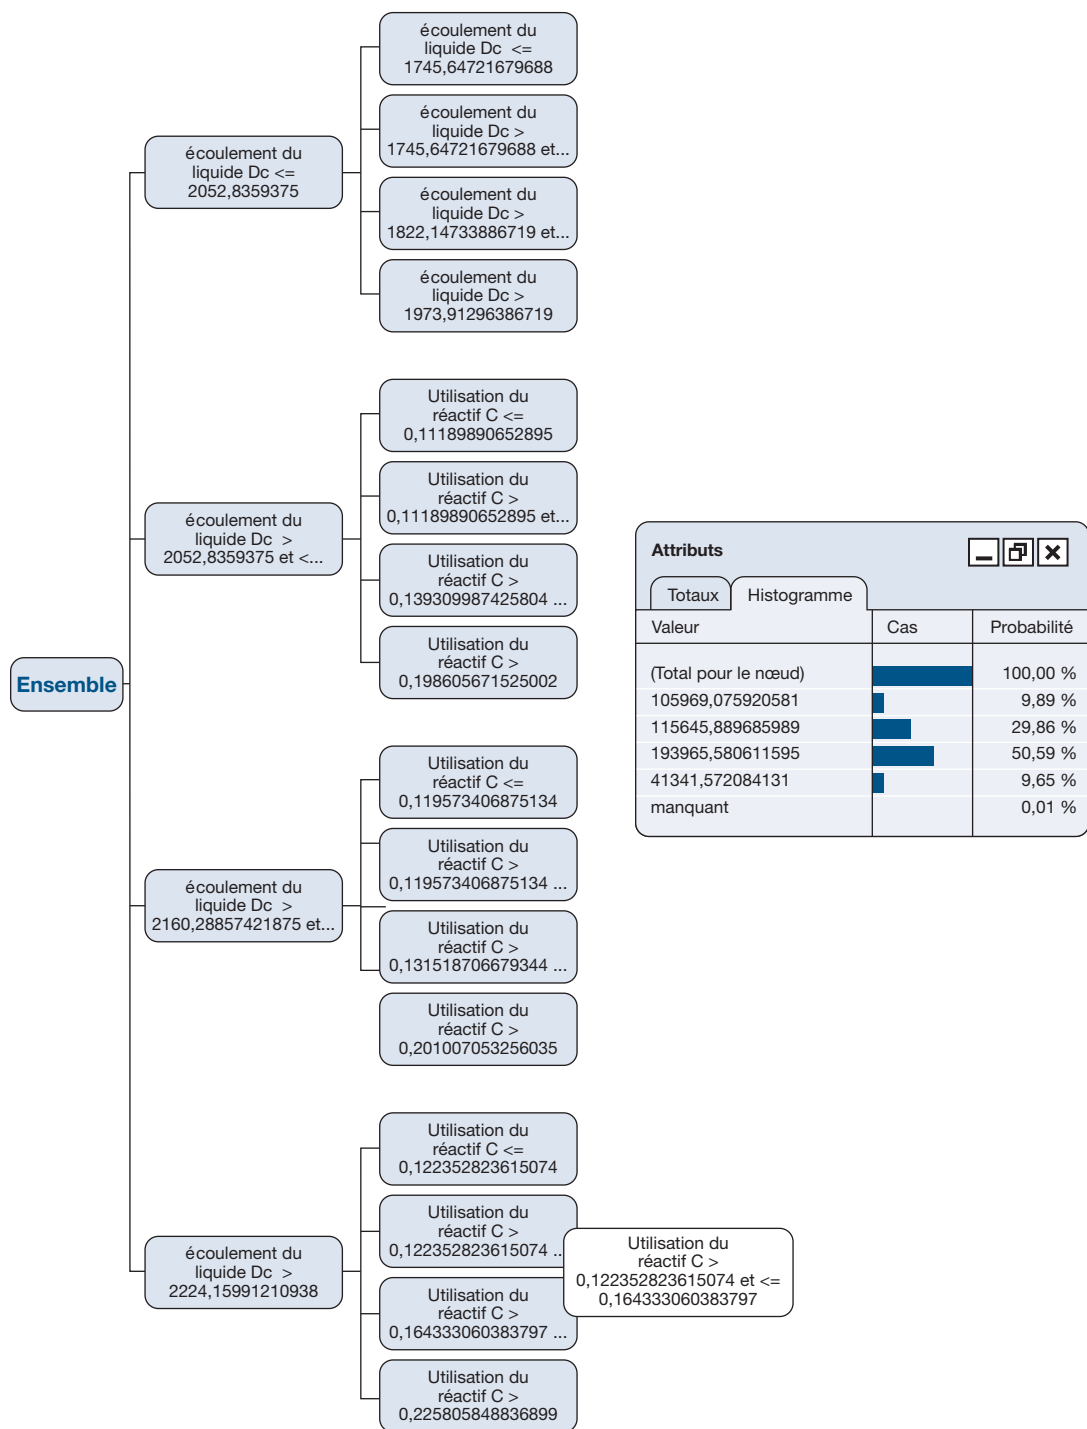 écoulement du
liquide Dc <=
1745,64721679688
écoulement du
liquide Dc >
1745,64721679688 et...
écoulement du
liquide Dc <=
2052,8359375
écoulement du
liquide Dc >
1822,14733886719 et...
écoulement du
liquide Dc >
1973,91296386719
Utilisation du
réactif C <=
0,11189890652895
Utilisation du
réactif C >
0,11189890652895 et...
écoulement du
liquide Dc >
2052,8359375 et <...
Utilisation du
réactif C >
0,139309987425804 ...
Utilisation du
réactif C >
0,198605671525002
Ensemble
Attributs
Totaux
Histogramme
Valeur Cas Probabilité
(Total pour le nœud) 100,00 %
105969,075920581 9,89 %
115645,889685989 29,86 %
193965,580611595 50,59 %
41341,572084131 9,65 %
manquant 0,01 %
Utilisation du
réactif C <=
0,119573406875134
Utilisation du
réactif C >
0,119573406875134 ...
écoulement du
liquide Dc >
2160,28857421875 et...
Utilisation du
réactif C >
0,131518706679344 ...
Utilisation du
réactif C >
0,201007053256035
Utilisation du
réactif C <=
0,122352823615074
Utilisation du
réactif C >
0,122352823615074 ..
écoulement du
liquide Dc >
2224,15991210938
Utilisation du
réactif C >
0,122352823615074 et <=
0,164333060383797
Utilisation du
réactif C >
0,164333060383797 ...
Utilisation du
réactif C >
0,225805848836899